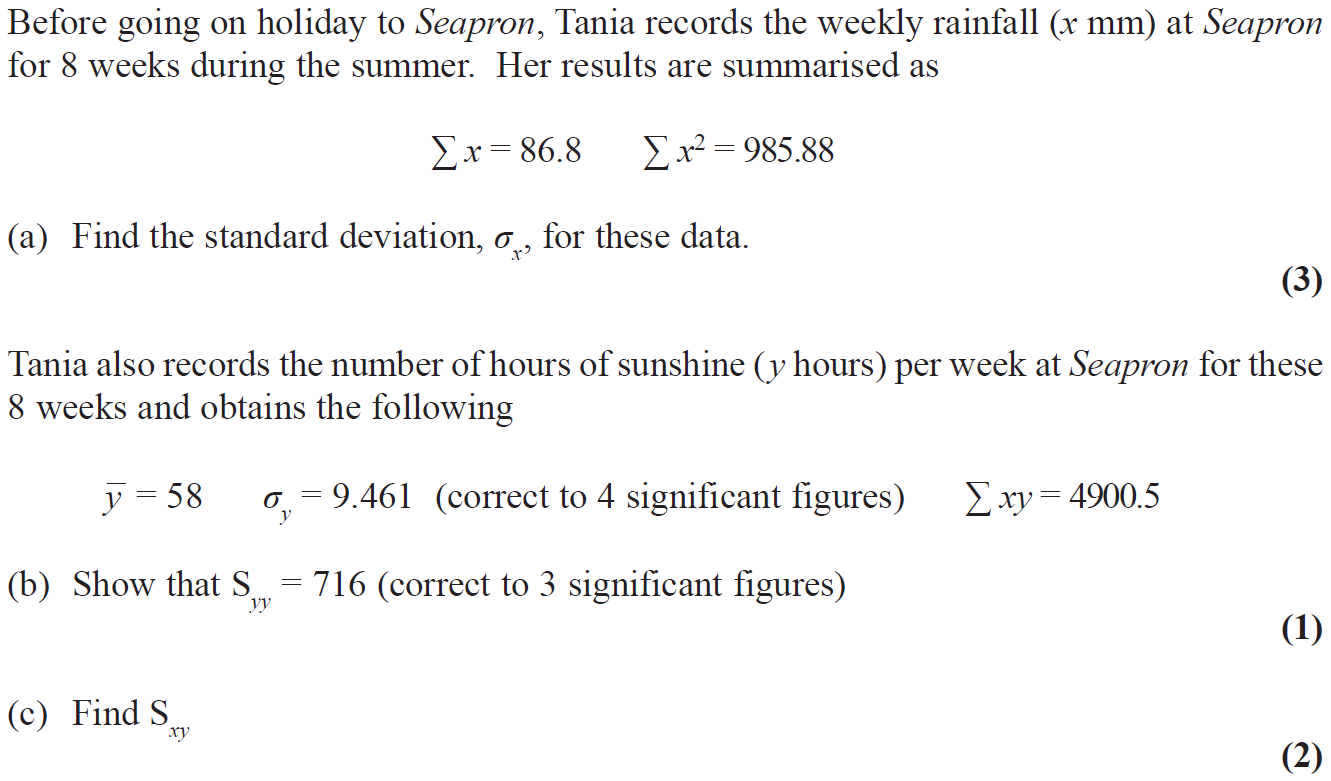 Before going on holiday to Seapron, Tania records the weekly rainfall (x mm) at Seapron
for 8 weeks during the summer. Her results are summarised as
∑x = 86.8 ∑x² = 985.88
(a) Find the standard deviation, σₓ, for these data.
(3)
Tania also records the number of hours of sunshine (y hours) per week at Seapron for these
8 weeks and obtains the following
y̅ = 58 σ_y = 9.461 (correct to 4 significant figures) ∑xy = 4900.5
(b) Show that S_yy = 716 (correct to 3 significant figures)
(1)
(c) Find S_xy
(2)